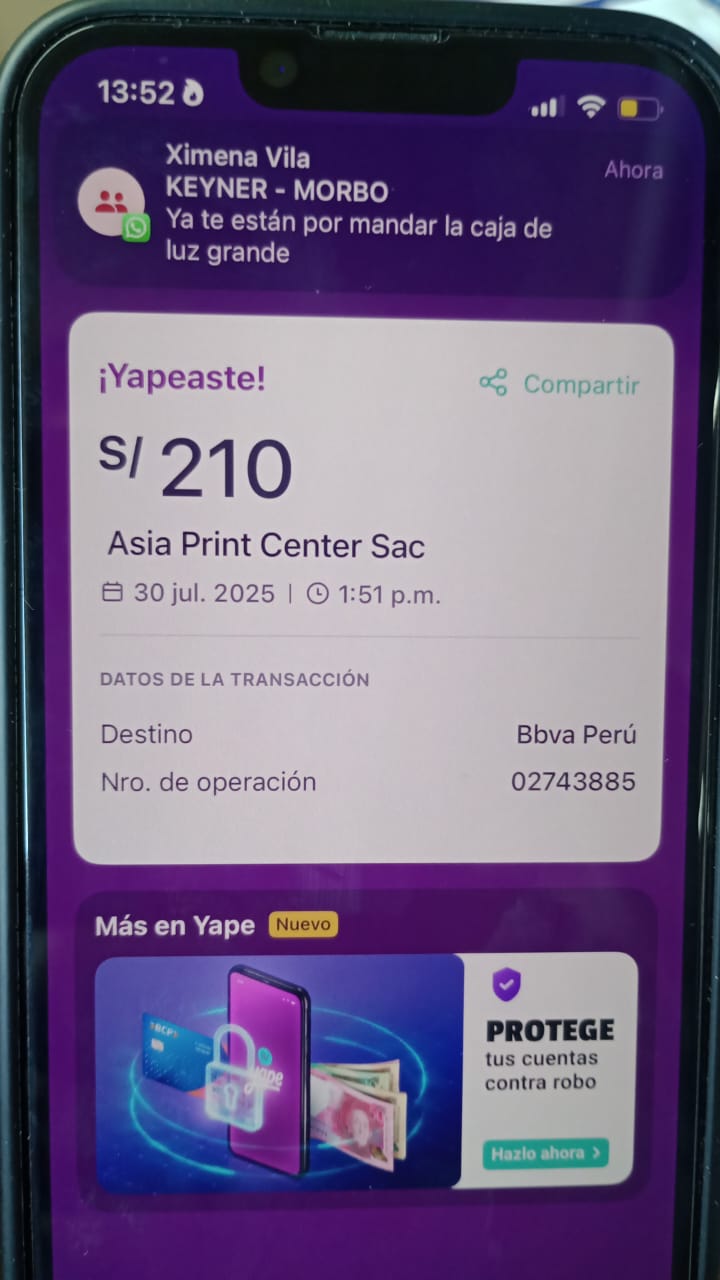 13:52
Ximena Vila
Ahora
KEYNER - MORBO
Ya te están por mandar la caja de
luz grande
¡Yapeaste!
Compartir
S/ 210
Asia Print Center Sac
30 jul. 2025 | 1:51 p.m.
DATOS DE LA TRANSACCIÓN
Destino Bbva Perú
Nro. de operación 02743885
Más en Yape Nuevo
BCP
yape
PROTEGE
tus cuentas
contra robo
Hazlo ahora >